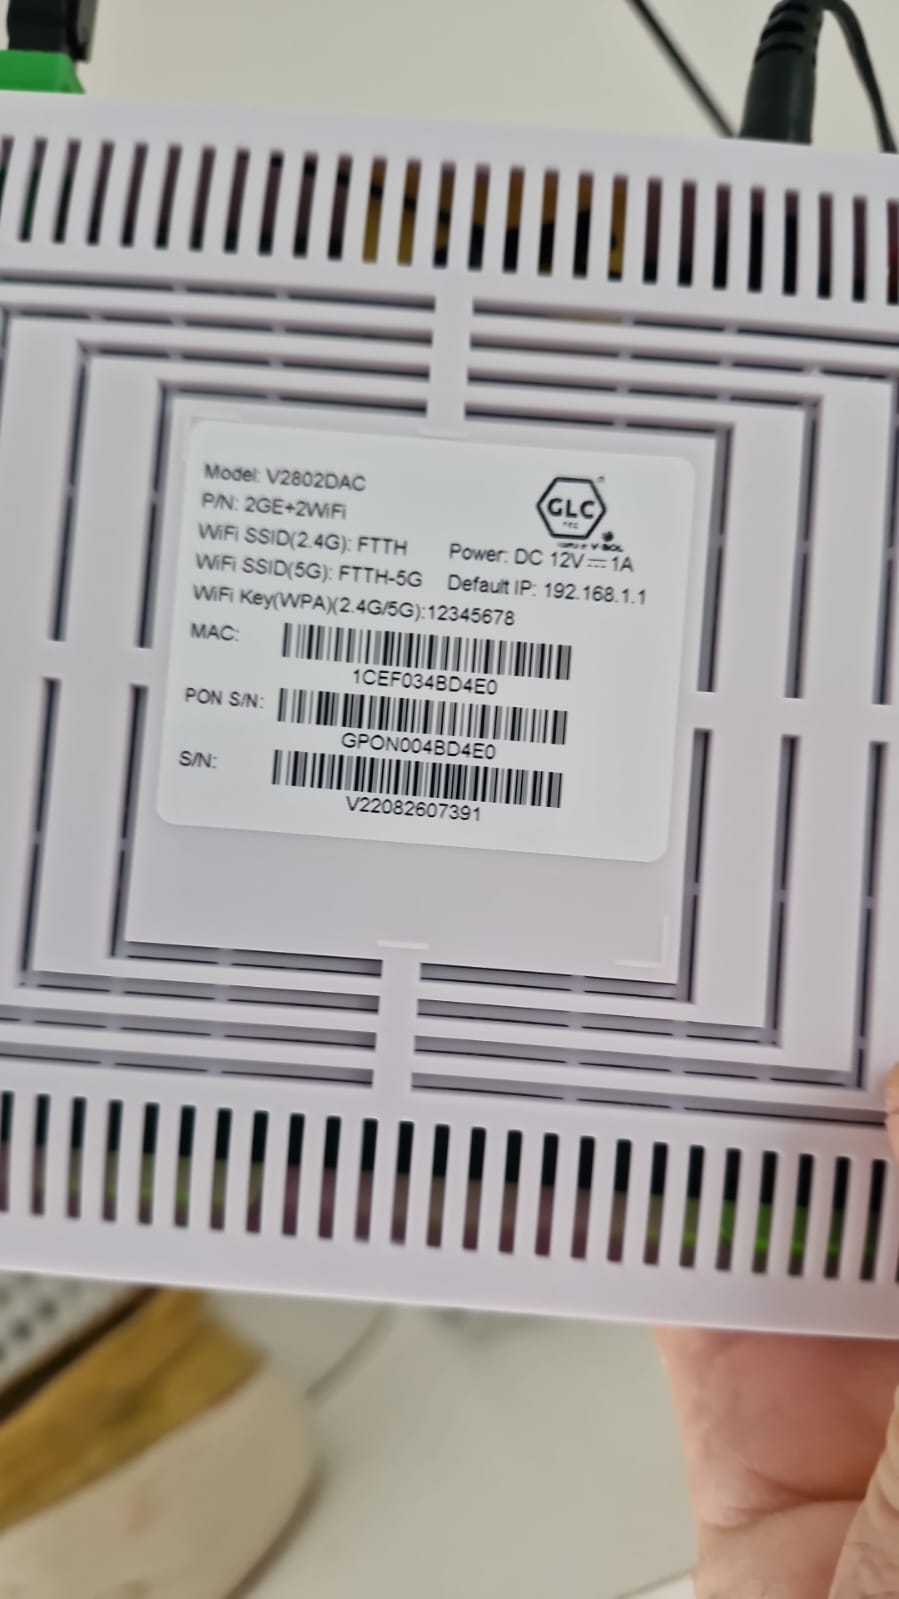 Model: V2802DAC
P/N: 2GE+2WiFi
GLC
TEC
WiFi SSID(2.4G): FTTH
Power: DC 12V⎓1A
WiFi SSID(5G): FTTH-5G
Default IP: 192.168.1.1
WiFi Key(WPA)(2.4G/5G):12345678
MAC:
1CEF034BD4E0
PON S/N:
GPON004BD4E0
S/N:
V22082607391